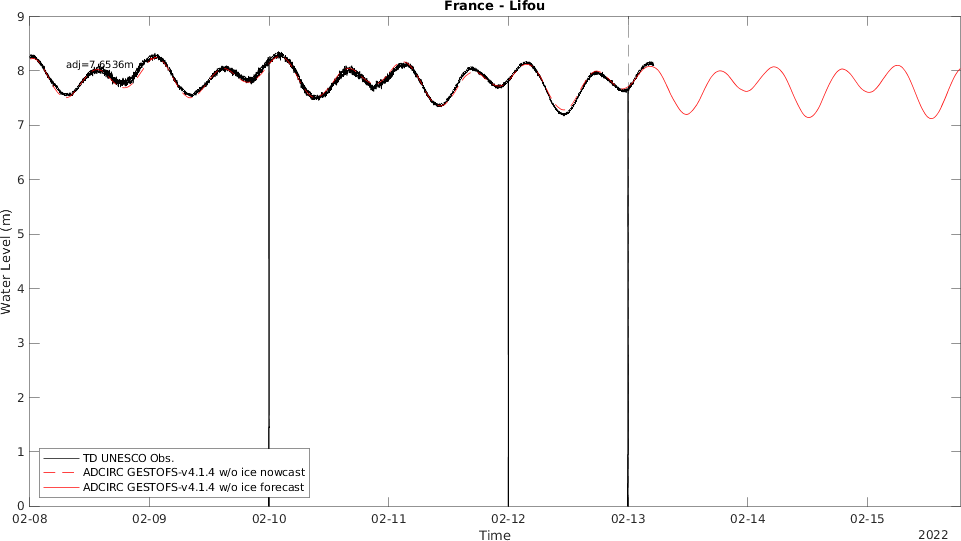 France - Lifou
adj=7.6536m
Water Level (m)
9
8
7
6
5
4
3
2
1
0
TD UNESCO Obs.
ADCIRC GESTOFS-v4.1.4 w/o ice nowcast
ADCIRC GESTOFS-v4.1.4 w/o ice forecast
02-08 02-09 02-10 02-11 02-12 02-13 02-14 02-15
Time
2022